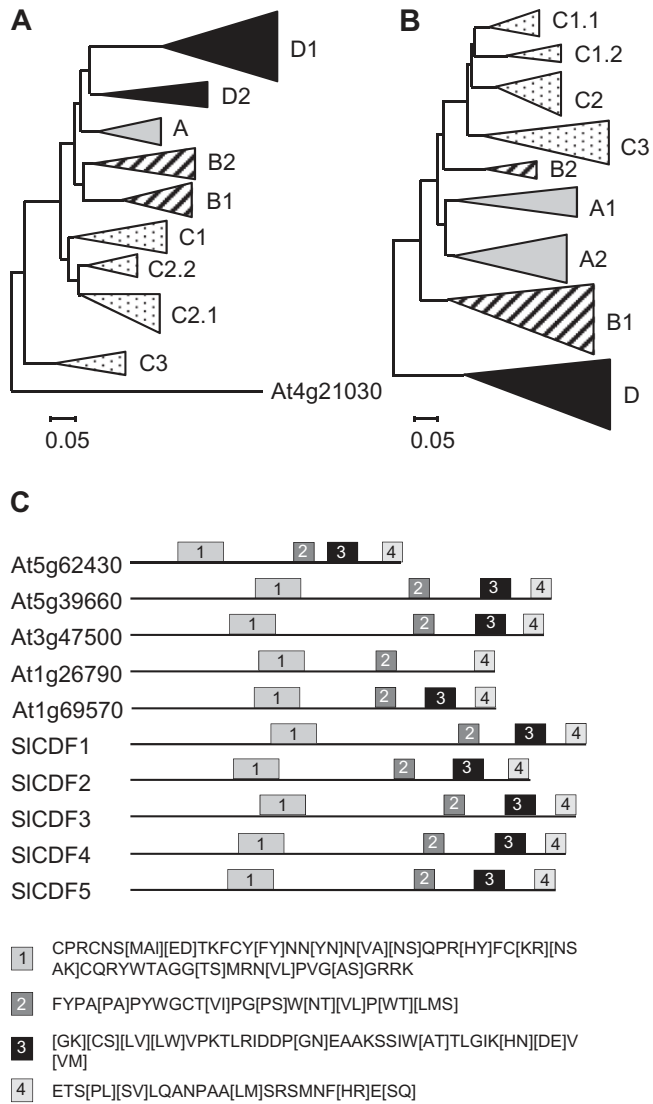 A
D1
D2
A
B2
B1
C1
C2.2
C2.1
C3
At4g21030
0.05
B
C1.1
C1.2
C2
C3
B2
A1
A2
B1
D
0.05
C
At5g62430 1 2 3 4
At5g39660 1 2 3 4
At3g47500 1 2 3 4
At1g26790 1 2 4
At1g69570 1 2 3 4
SlCDF1 1 2 3 4
SlCDF2 1 2 3 4
SlCDF3 1 2 3 4
SlCDF4 1 2 3 4
SlCDF5 1 2 3 4
1 CPRCNS[MAI][ED]TKFCY[FY]NN[YN]N[VA][NS]QPR[HY]FC[KR][NS
AK]CQRYWTAGG[TS]MRN[VL]PVG[AS]GRRK
2 FYPA[PA]PYWGCT[VI]PG[PS]W[NT][VL]P[WT][LMS]
3 [GK][CS][LV][LW]VPKTLRIDDP[GN]EAAKSSIW[AT]TLGIK[HN][DE]V
[VM]
4 ETS[PL][SV]LQANPAA[LM]SRSMNF[HR]E[SQ]